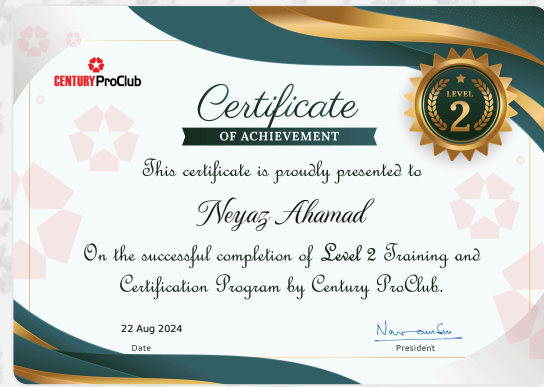 CENTURY ProClub
LEVEL
2
Certificate
OF ACHIEVEMENT
This certificate is proudly presented to
Neyaz Ahamad
On the successful completion of Level 2 Training and
Certification Program by Century ProClub.
22 Aug 2024
Date
President